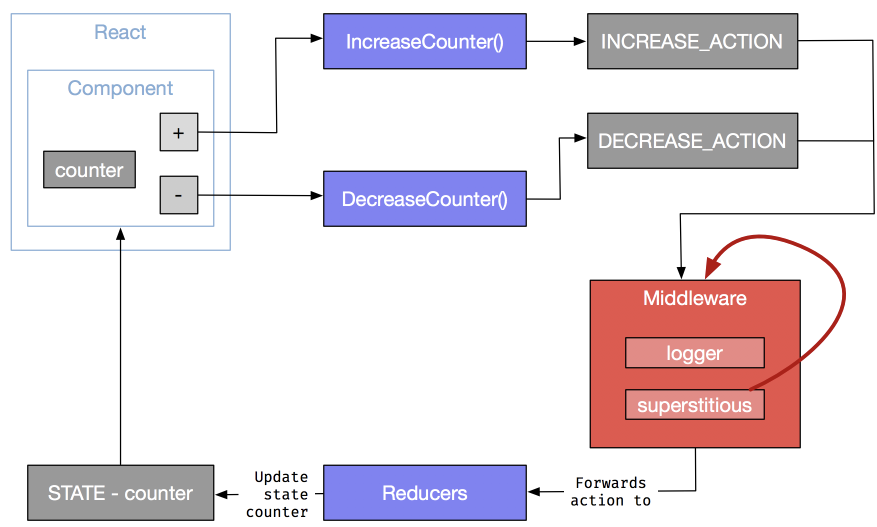 React
IncreaseCounter()
INCREASE_ACTION
Component
+
counter
-
DECREASE_ACTION
DecreaseCounter()
Middleware
logger
superstitious
STATE - counter
Update
state
counter
Reducers
Forwards
action to